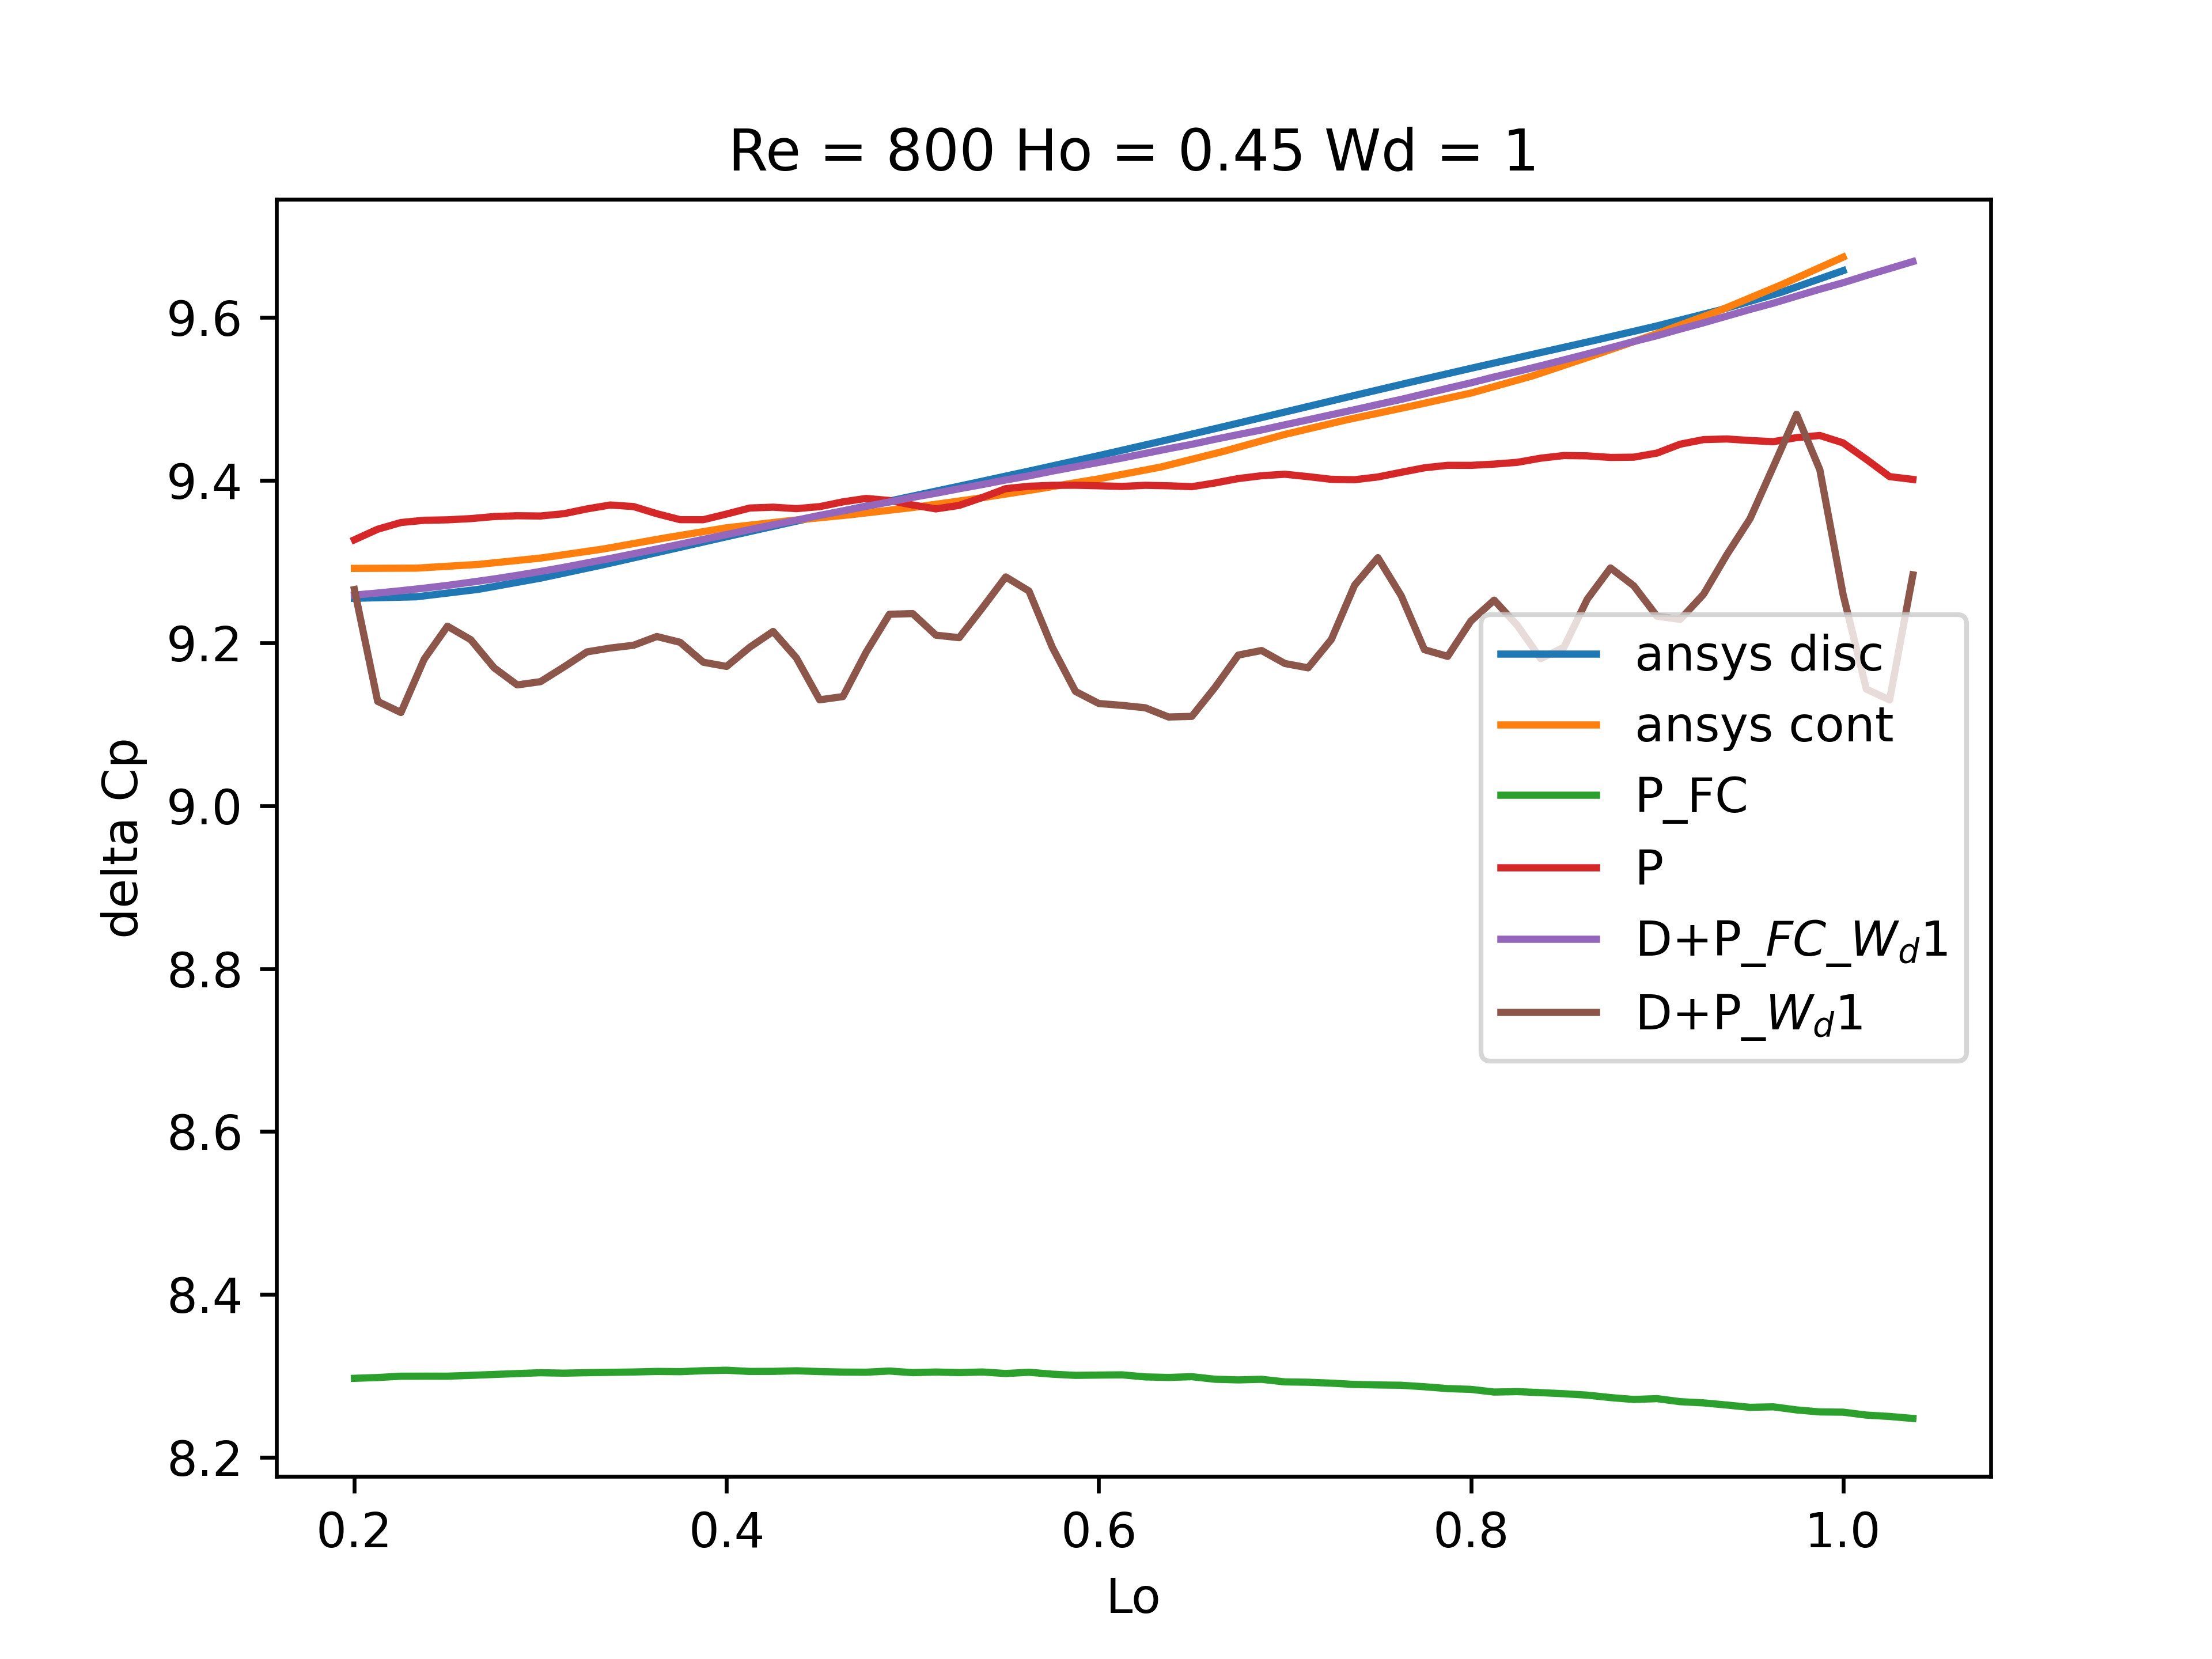 Re = 800 Ho = 0.45 Wd = 1
delta Cp
9.6
9.4
9.2
9.0
8.8
8.6
8.4
8.2
ansys disc
ansys cont
P_FC
P
D+P_FC_W_d1
D+P_W_d1
0.2 0.4 0.6 0.8 1.0
Lo